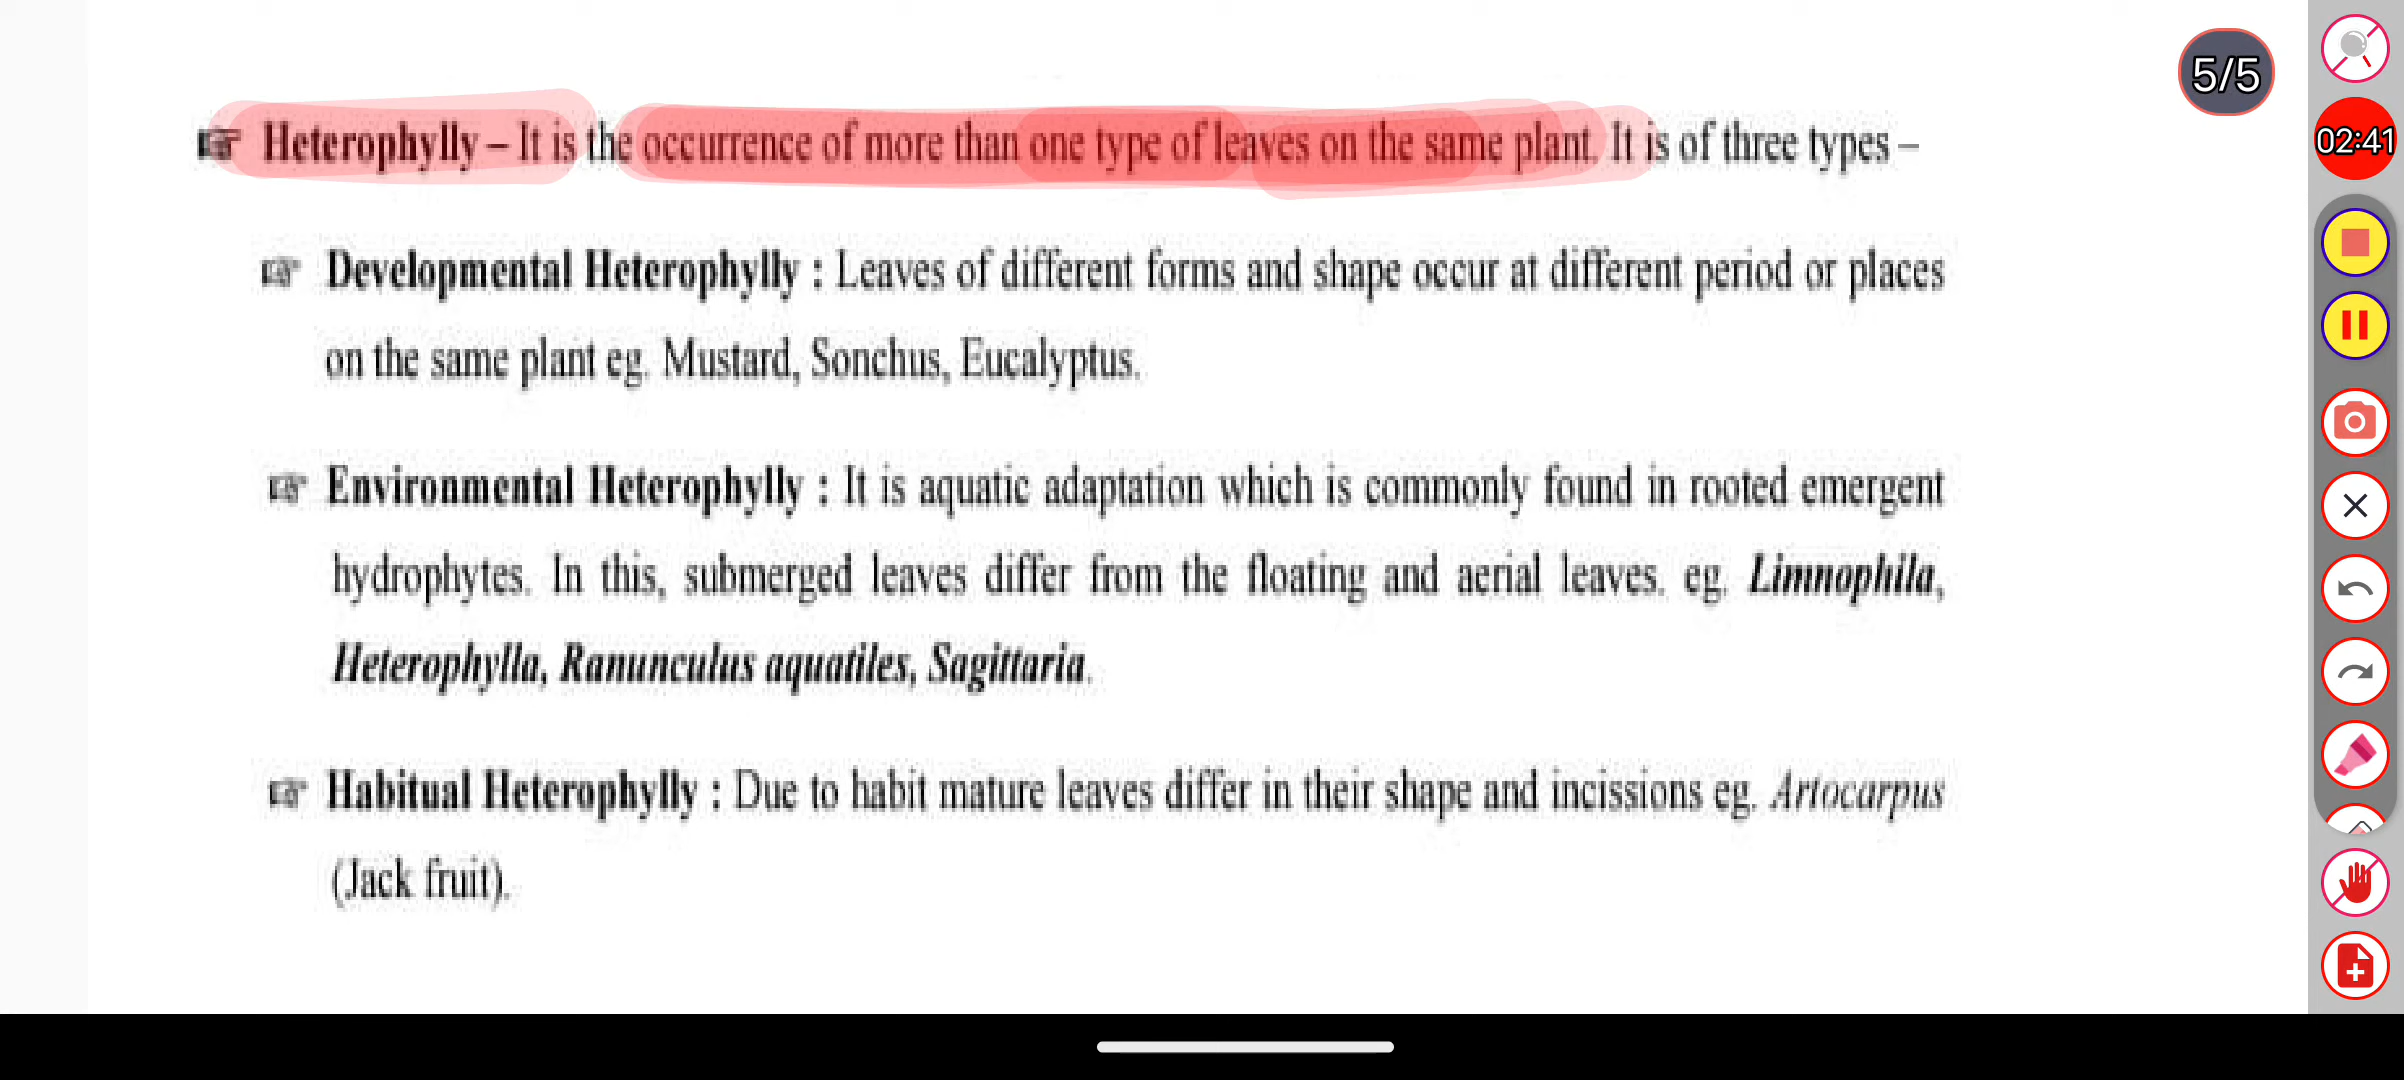 5/5
02:41
☞ Heterophylly – It is the occurrence of more than one type of leaves on the same plant. It is of three types –
☞ Developmental Heterophylly : Leaves of different forms and shape occur at different period or places
on the same plant eg. Mustard, Sonchus, Eucalyptus.
☞ Environmental Heterophylly : It is aquatic adaptation which is commonly found in rooted emergent
hydrophytes. In this, submerged leaves differ from the floating and aerial leaves. eg. Limnophila,
Heterophylla, Ranunculus aquatiles, Sagittaria.
☞ Habitual Heterophylly : Due to habit mature leaves differ in their shape and incissions eg. Artocarpus
(Jack fruit).